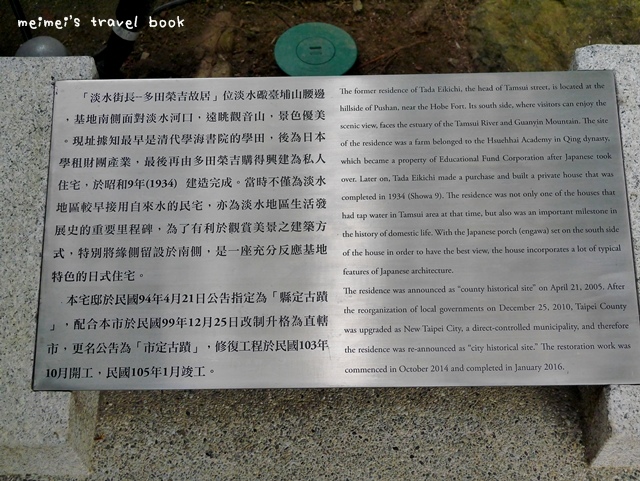 meimei's travel book
「淡水街長--多田榮吉故居」位淡水礮臺埔山腰邊
，基地南側面對淡水河口，遠眺觀音山，景色優美
。現址據知最早是清代學海書院的學田，後為日本
學租財團產業，最後再由多田榮吉購得興建為私人
住宅，於昭和9年(1934) 建造完成。當時不僅為淡水
地區較早接用自來水的民宅，亦為淡水地區生活發
展史的重要里程碑，為了有利於觀賞美景之建築方
式，特別將緣側留設於南側，是一座充分反應基地
特色的日式住宅。
本宅邸於民國94年4月21日公告指定為「縣定古蹟
」，配合本市於民國99年12月25日改制升格為直轄
市，更名公告為「市定古蹟」，修復工程於民國103年
10月開工，民國105年1月竣工。
The former residence of Tada Eikichi, the head of Tamsui street, is located at the
hillside of Pushan, near the Hobe Fort. Its south side, where visitors can enjoy the
scenic view, faces the estuary of the Tamsui River and Guanyin Mountain. The site
of the residence was a farm belonged to the Hsuehhai Academy in Qing dynasty,
which became a property of Educational Fund Corporation after Japanese took
over. Later on, Tada Eikichi made a purchase and built a private house that was
completed in 1934 (Showa 9). The residence was not only one of the houses that
had tap water in Tamsui area at that time, but also was an important milestone in
the history of domestic life. With the Japanese porch (engawa) set on the south side
of the house in order to have the best view, the house incorporates a lot of typical
features of Japanese architecture.
The residence was announced as "county historical site" on April 21, 2005. After
the reorganization of local governments on December 25, 2010, Taipei County
was upgraded as New Taipei City, a direct-controlled municipality, and therefore
the residence was re-announced as "city historical site." The restoration work was
commenced in October 2014 and completed in January 2016.